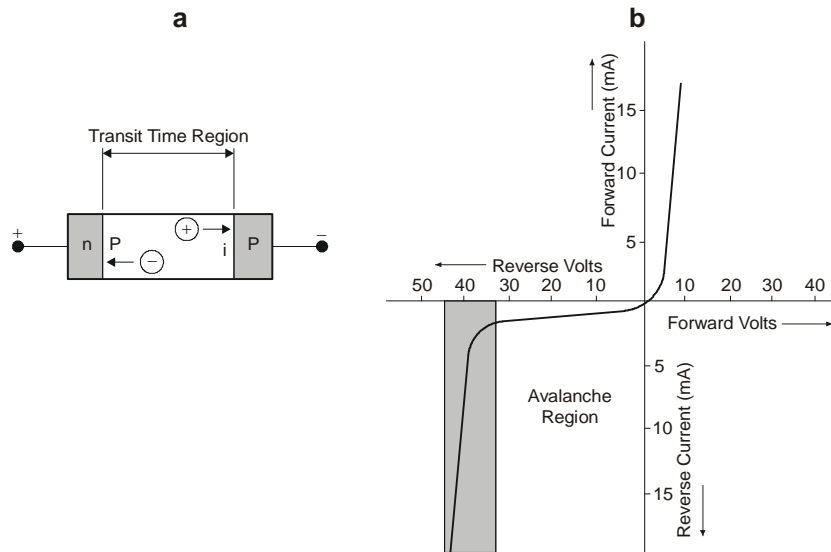 a
Transit Time Region
+
n
P
+
−
i
P
−
b
Forward Current (mA)
15
10
5
Reverse Volts
50 40 30 20 10 10 20 30 40
Forward Volts
Avalanche
Region
5
10
15
Reverse Current (mA)